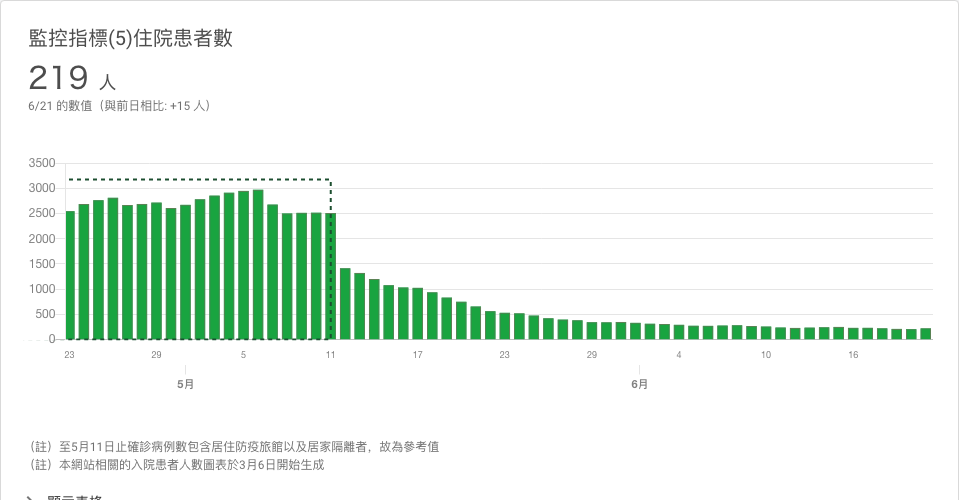 監控指標(5)住院患者數
219 人
6/21 的數值（與前日相比: +15 人）
3500
3000
2500
2000
1500
1000
500
0
23 29 5 11 17 23 29 4 10 16
5月 6月
（註）至5月11日止確診病例數包含居住防疫旅館以及居家隔離者，故為參考值
（註）本網站相關的入院患者人數圖表於3月6日開始生成